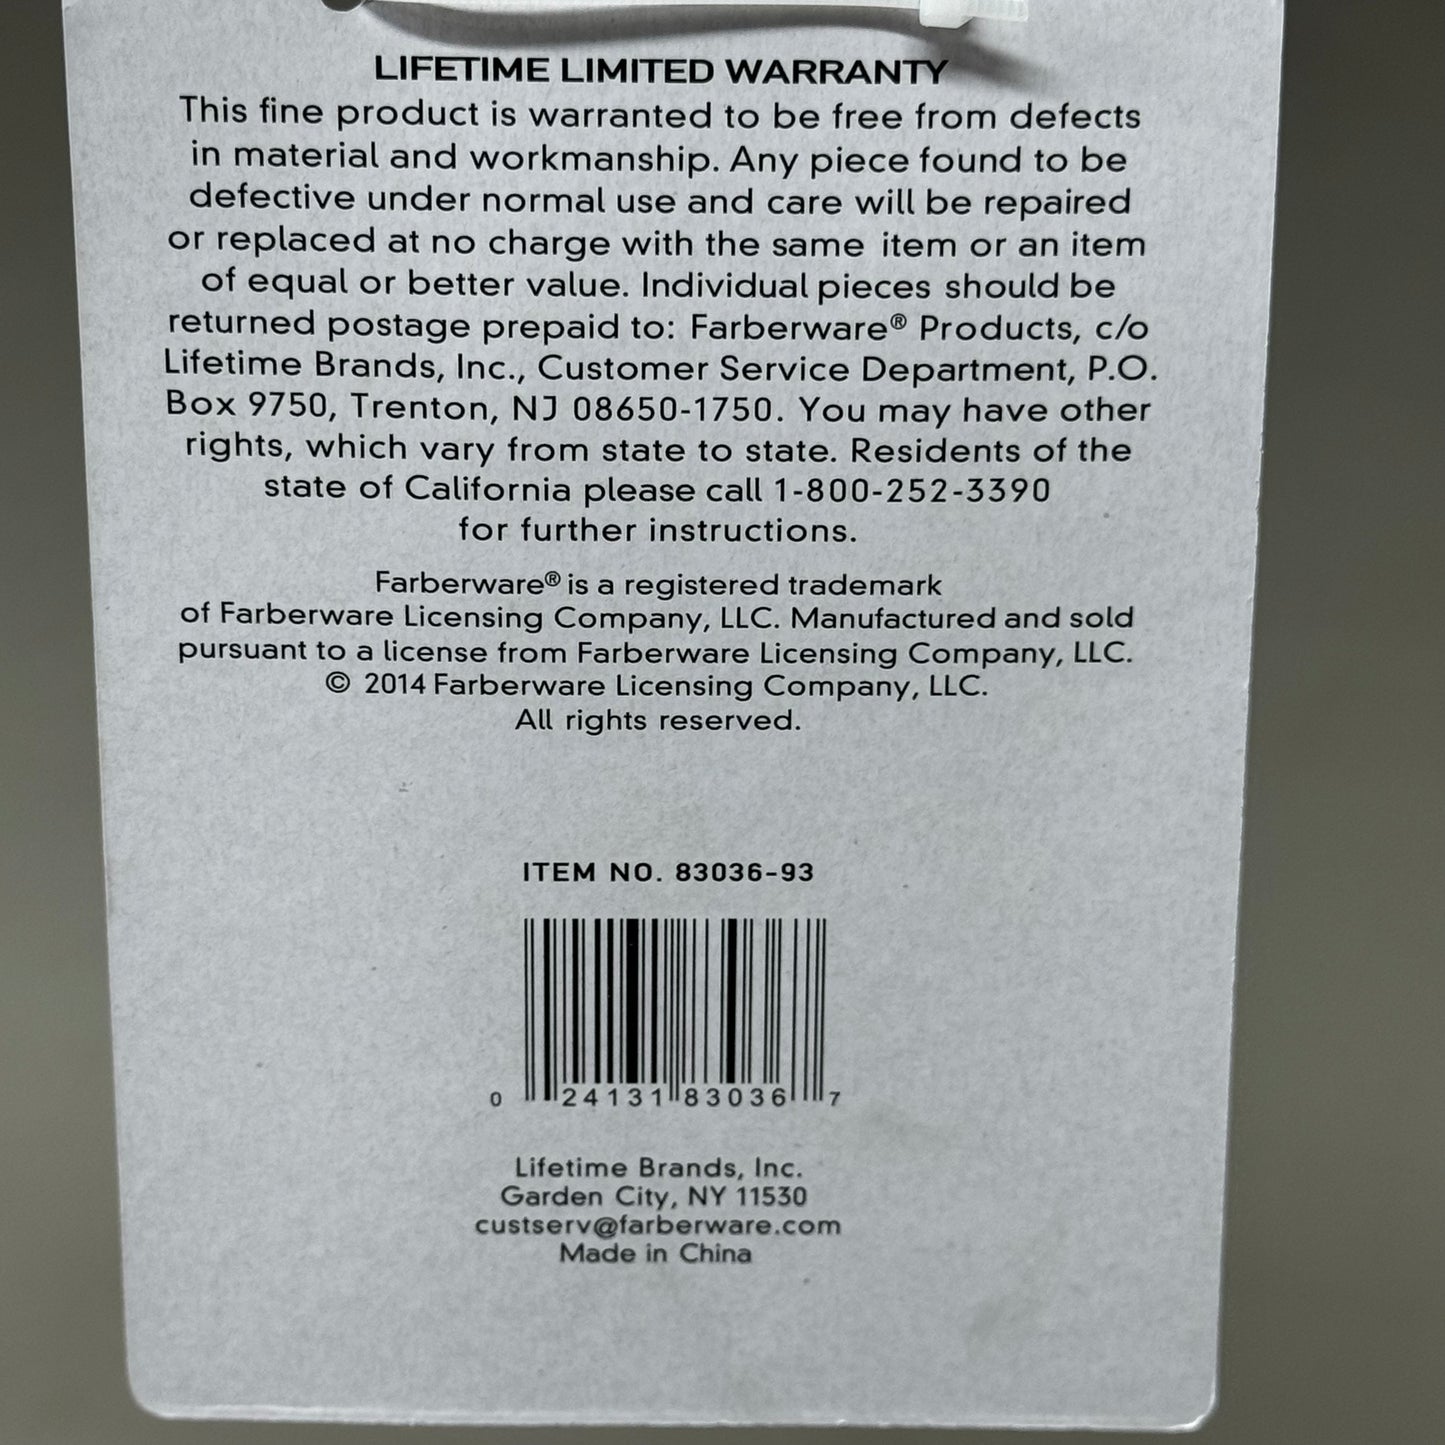 LIFETIME LIMITED WARRANTY
This fine product is warranted to be free from defects
in material and workmanship. Any piece found to be
defective under normal use and care will be repaired
or replaced at no charge with the same item or an item
of equal or better value. Individual pieces should be
returned postage prepaid to: Farberware® Products, c/o
Lifetime Brands, Inc., Customer Service Department, P.O.
Box 9750, Trenton, NJ 08650-1750. You may have other
rights, which vary from state to state. Residents of the
state of California please call 1-800-252-3390
for further instructions.
Farberware® is a registered trademark
of Farberware Licensing Company, LLC. Manufactured and sold
pursuant to a license from Farberware Licensing Company, LLC.
© 2014 Farberware Licensing Company, LLC.
All rights reserved.
ITEM NO. 83036-93
0 24131 83036 7
Lifetime Brands, Inc.
Garden City, NY 11530
custserv@farberware.com
Made in China